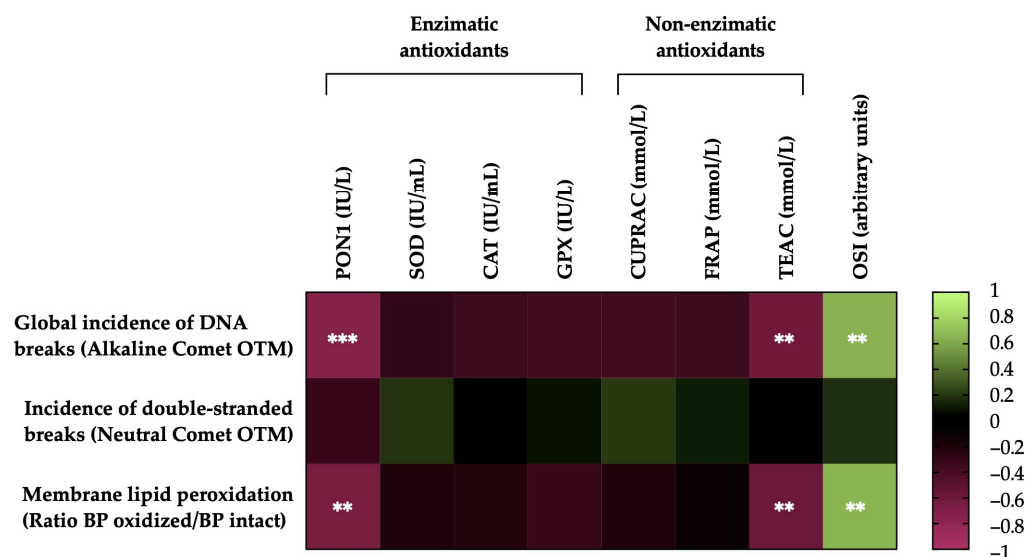 Enzimatic
antioxidants
Non-enzimatic
antioxidants
PON1 (IU/L)
SOD (IU/mL)
CAT (IU/mL)
GPX (IU/L)
CUPRAC (mmol/L)
FRAP (mmol/L)
TEAC (mmol/L)
OSI (arbitrary units)
Global incidence of DNA
breaks (Alkaline Comet OTM)
*** ** **
Incidence of double-stranded
breaks (Neutral Comet OTM)
Membrane lipid peroxidation
(Ratio BP oxidized/BP intact)
** ** **
1
0.8
0.6
0.4
0.2
0
−0.2
−0.4
−0.6
−0.8
−1